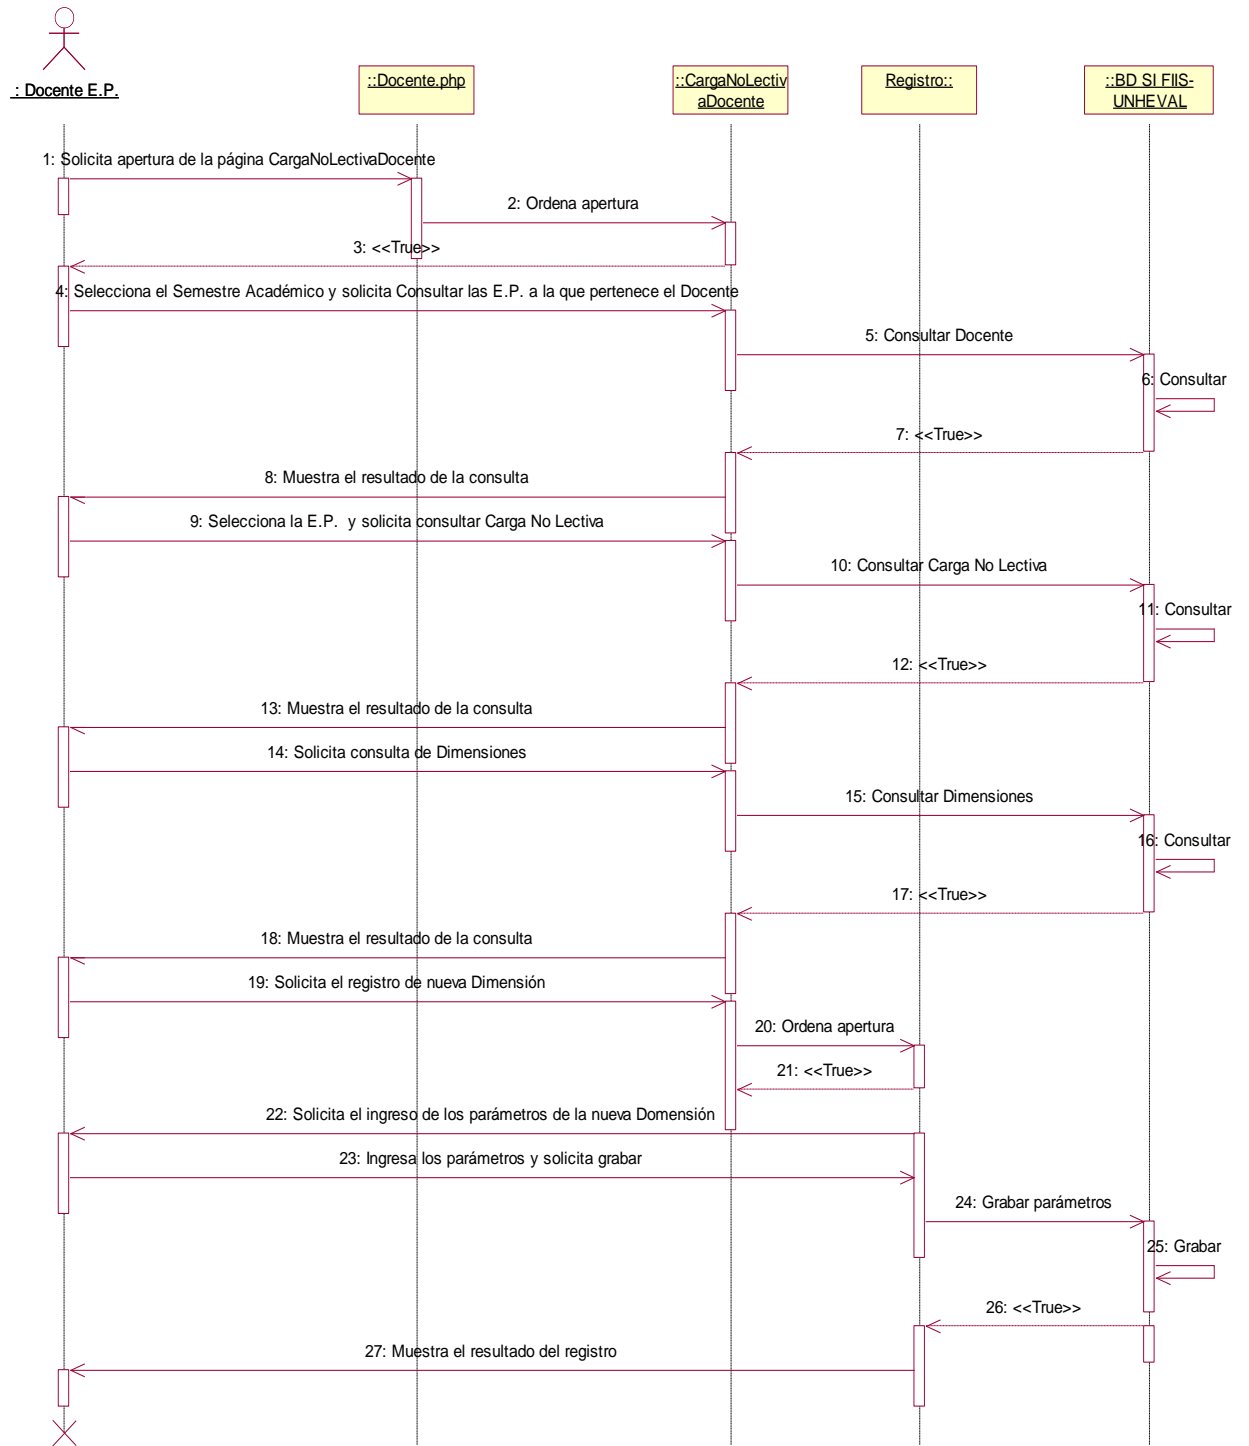 : Docente E.P.
::Docente.php
::CargaNoLectiv
aDocente
Registro::
::BD SI FIIS-
UNHEVAL
1: Solicita apertura de la página CargaNoLectivaDocente
2: Ordena apertura
3: <<True>>
4: Selecciona el Semestre Académico y solicita Consultar las E.P. a la que pertenece el Docente
5: Consultar Docente
6: Consultar
7: <<True>>
8: Muestra el resultado de la consulta
9: Selecciona la E.P. y solicita consultar Carga No Lectiva
10: Consultar Carga No Lectiva
11: Consultar
12: <<True>>
13: Muestra el resultado de la consulta
14: Solicita consulta de Dimensiones
15: Consultar Dimensiones
16: Consultar
17: <<True>>
18: Muestra el resultado de la consulta
19: Solicita el registro de nueva Dimensión
20: Ordena apertura
21: <<True>>
22: Solicita el ingreso de los parámetros de la nueva Domensión
23: Ingresa los parámetros y solicita grabar
24: Grabar parámetros
25: Grabar
26: <<True>>
27: Muestra el resultado del registro